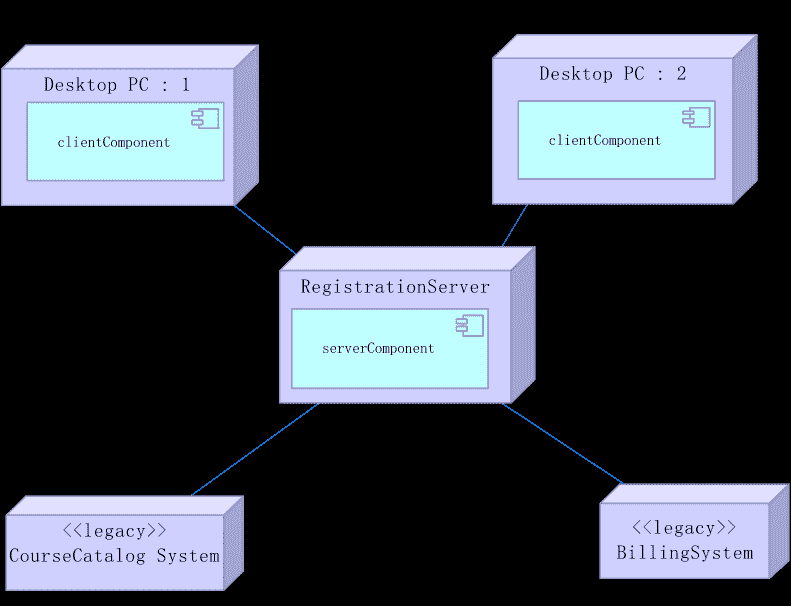 Desktop PC : 1
clientComponent
Desktop PC : 2
clientComponent
RegistrationServer
serverComponent
<<legacy>>
CourseCatalog System
<<legacy>>
BillingSystem